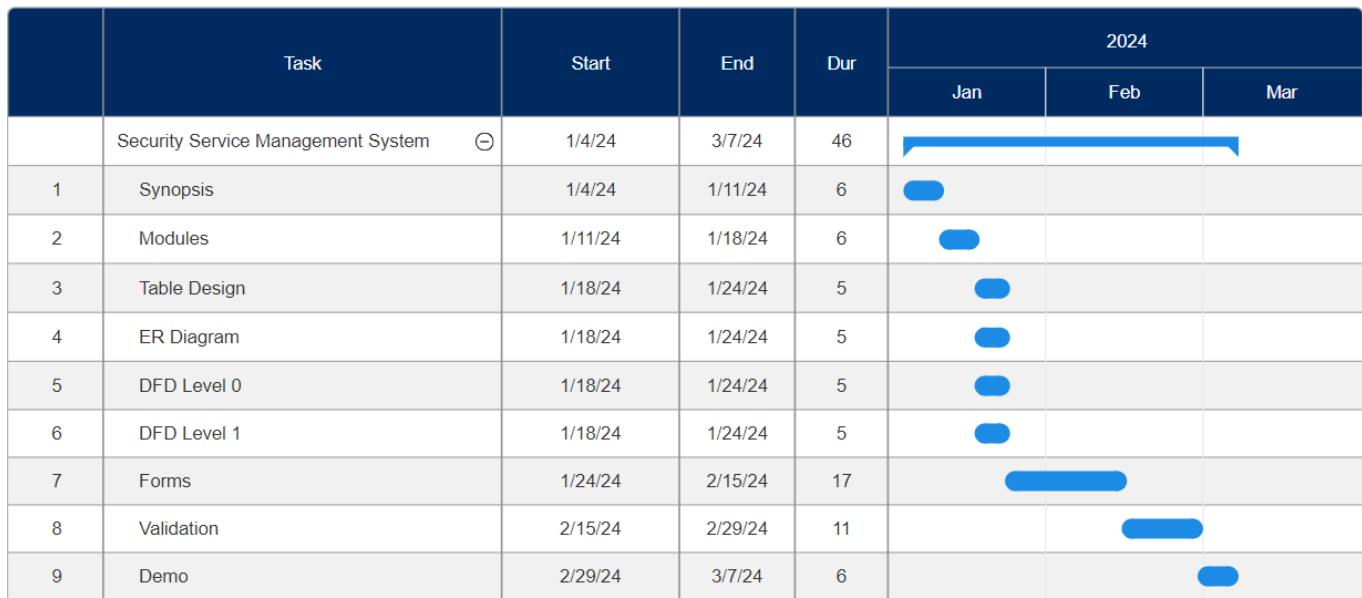 Task Start End Dur 2024
Jan Feb Mar
Security Service Management System 1/4/24 3/7/24 46
1 Synopsis 1/4/24 1/11/24 6
2 Modules 1/11/24 1/18/24 6
3 Table Design 1/18/24 1/24/24 5
4 ER Diagram 1/18/24 1/24/24 5
5 DFD Level 0 1/18/24 1/24/24 5
6 DFD Level 1 1/18/24 1/24/24 5
7 Forms 1/24/24 2/15/24 17
8 Validation 2/15/24 2/29/24 11
9 Demo 2/29/24 3/7/24 6